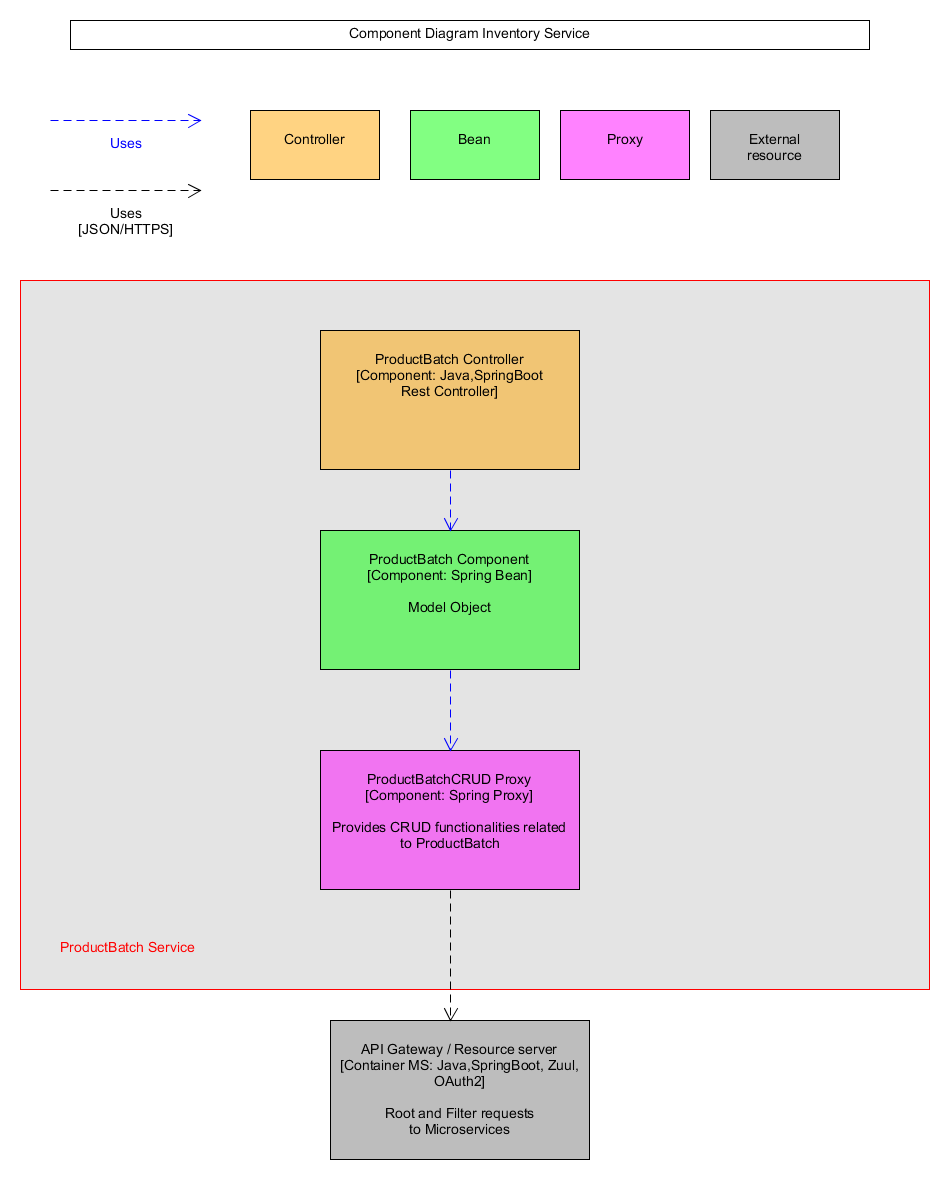 Component Diagram Inventory Service
Uses
Controller
Bean
Proxy
External
resource
Uses
[JSON/HTTPS]
ProductBatch Controller
[Component: Java,SpringBoot
Rest Controller]
ProductBatch Component
[Component: Spring Bean]
Model Object
ProductBatchCRUD Proxy
[Component: Spring Proxy]
Provides CRUD functionalities related
to ProductBatch
ProductBatch Service
API Gateway / Resource server
[Container MS: Java,SpringBoot, Zuul,
OAuth2]
Root and Filter requests
to Microservices